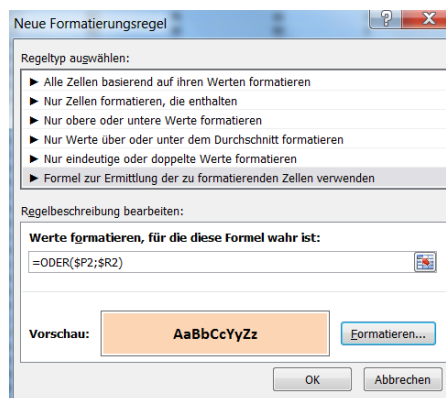 Neue Formatierungsregel
Regeltyp auswählen:
► Alle Zellen basierend auf ihren Werten formatieren
► Nur Zellen formatieren, die enthalten
► Nur obere oder untere Werte formatieren
► Nur Werte über oder unter dem Durchschnitt formatieren
► Nur eindeutige oder doppelte Werte formatieren
► Formel zur Ermittlung der zu formatierenden Zellen verwenden
Regelbeschreibung bearbeiten:
Werte formatieren, für die diese Formel wahr ist:
=ODER($P2;$R2)
Vorschau: AaBbCcYyZz Formatieren...
OK Abbrechen